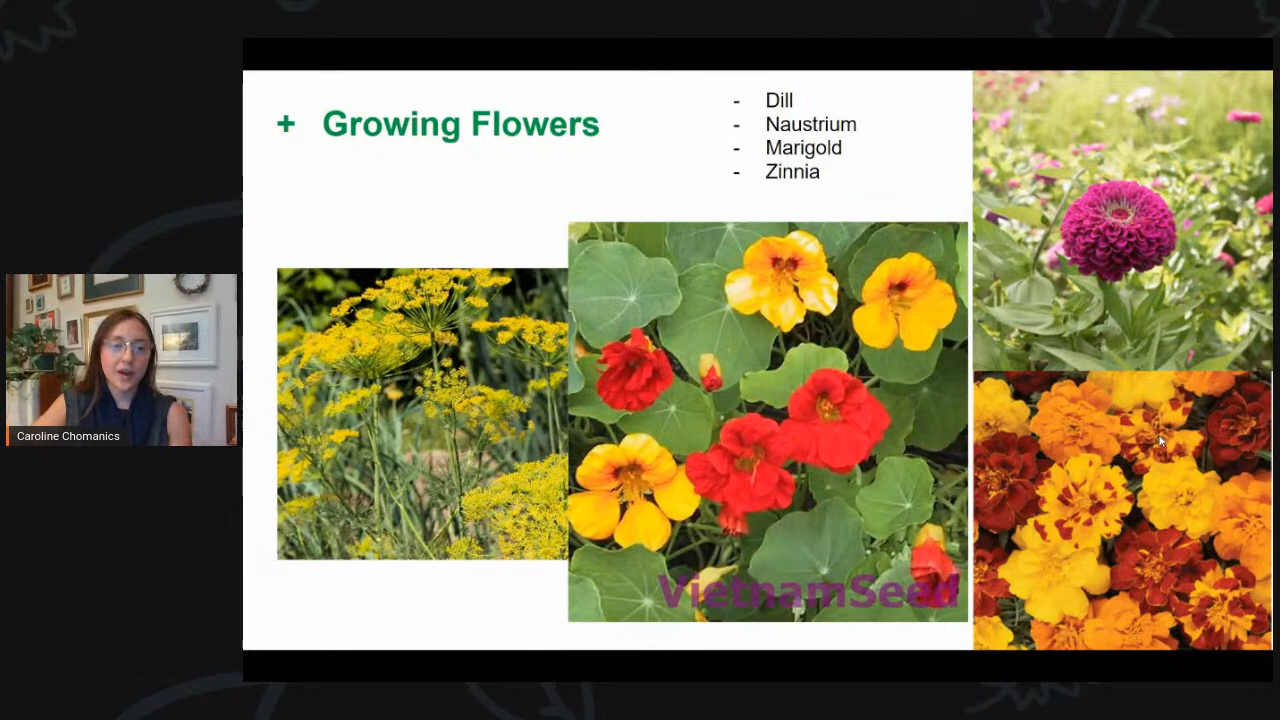 + Growing Flowers
- Dill
- Naustrium
- Marigold
- Zinnia
VietnamSeed
Caroline Chomanics